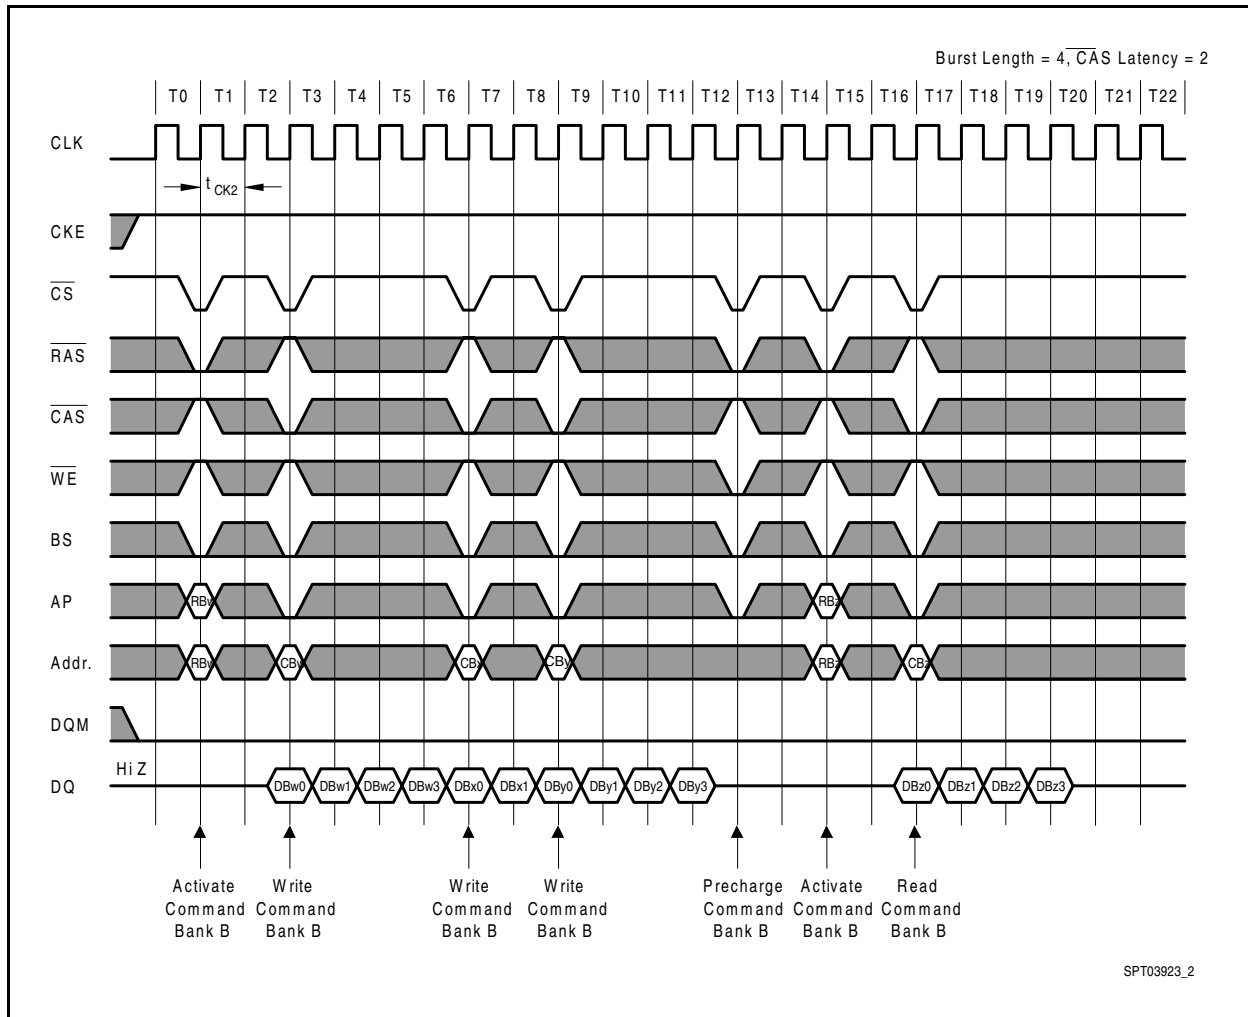 Burst Length = 4, CAS Latency = 2
T0 T1 T2 T3 T4 T5 T6 T7 T8 T9 T10 T11 T12 T13 T14 T15 T16 T17 T18 T19 T20 T21 T22
CLK
t CK2
CKE
CS
RAS
CAS
WE
BS
AP RBw RBz
Addr. RBw CBw CBx CBy RBz CBz
DQM
Hi Z
DQ DBw0 DBw1 DBw2 DBw3 DBx0 DBx1 DBy0 DBy1 DBy2 DBy3 DBz0 DBz1 DBz2 DBz3
Activate Write Write Write Precharge Activate Read
Command Command Command Command Command Command Command
Bank B Bank B Bank B Bank B Bank B Bank B Bank B
SPT03923_2